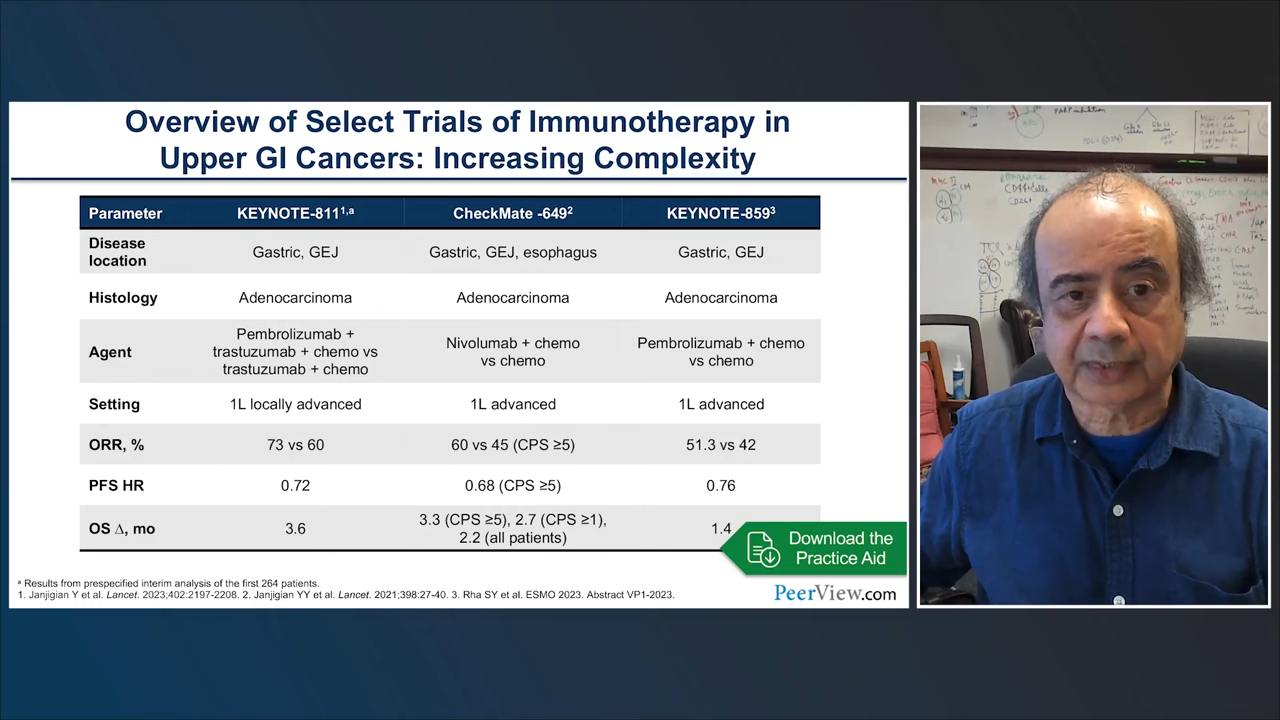 Overview of Select Trials of Immunotherapy in
Upper GI Cancers: Increasing Complexity
Parameter KEYNOTE-811¹,ᵃ CheckMate -649² KEYNOTE-859³
Disease
location Gastric, GEJ Gastric, GEJ, esophagus Gastric, GEJ
Histology Adenocarcinoma Adenocarcinoma Adenocarcinoma
Agent
Pembrolizumab +
trastuzumab + chemo vs
trastuzumab + chemo
Nivolumab + chemo
vs chemo
Pembrolizumab + chemo
vs chemo
Setting 1L locally advanced 1L advanced 1L advanced
ORR, % 73 vs 60 60 vs 45 (CPS ≥5) 51.3 vs 42
PFS HR 0.72 0.68 (CPS ≥5) 0.76
OS ∆, mo 3.6
3.3 (CPS ≥5), 2.7 (CPS ≥1),
2.2 (all patients)
1.4
Download the
Practice Aid
ᵃ Results from prespecified interim analysis of the first 264 patients.
1. Janjigian Y et al. Lancet. 2023;402:2197-2208. 2. Janjigian YY et al. Lancet. 2021;398:27-40. 3. Rha SY et al. ESMO 2023. Abstract VP1-2023.
PeerView.com
MHC II
CD44+Cells
CD26+
TCR
TMA